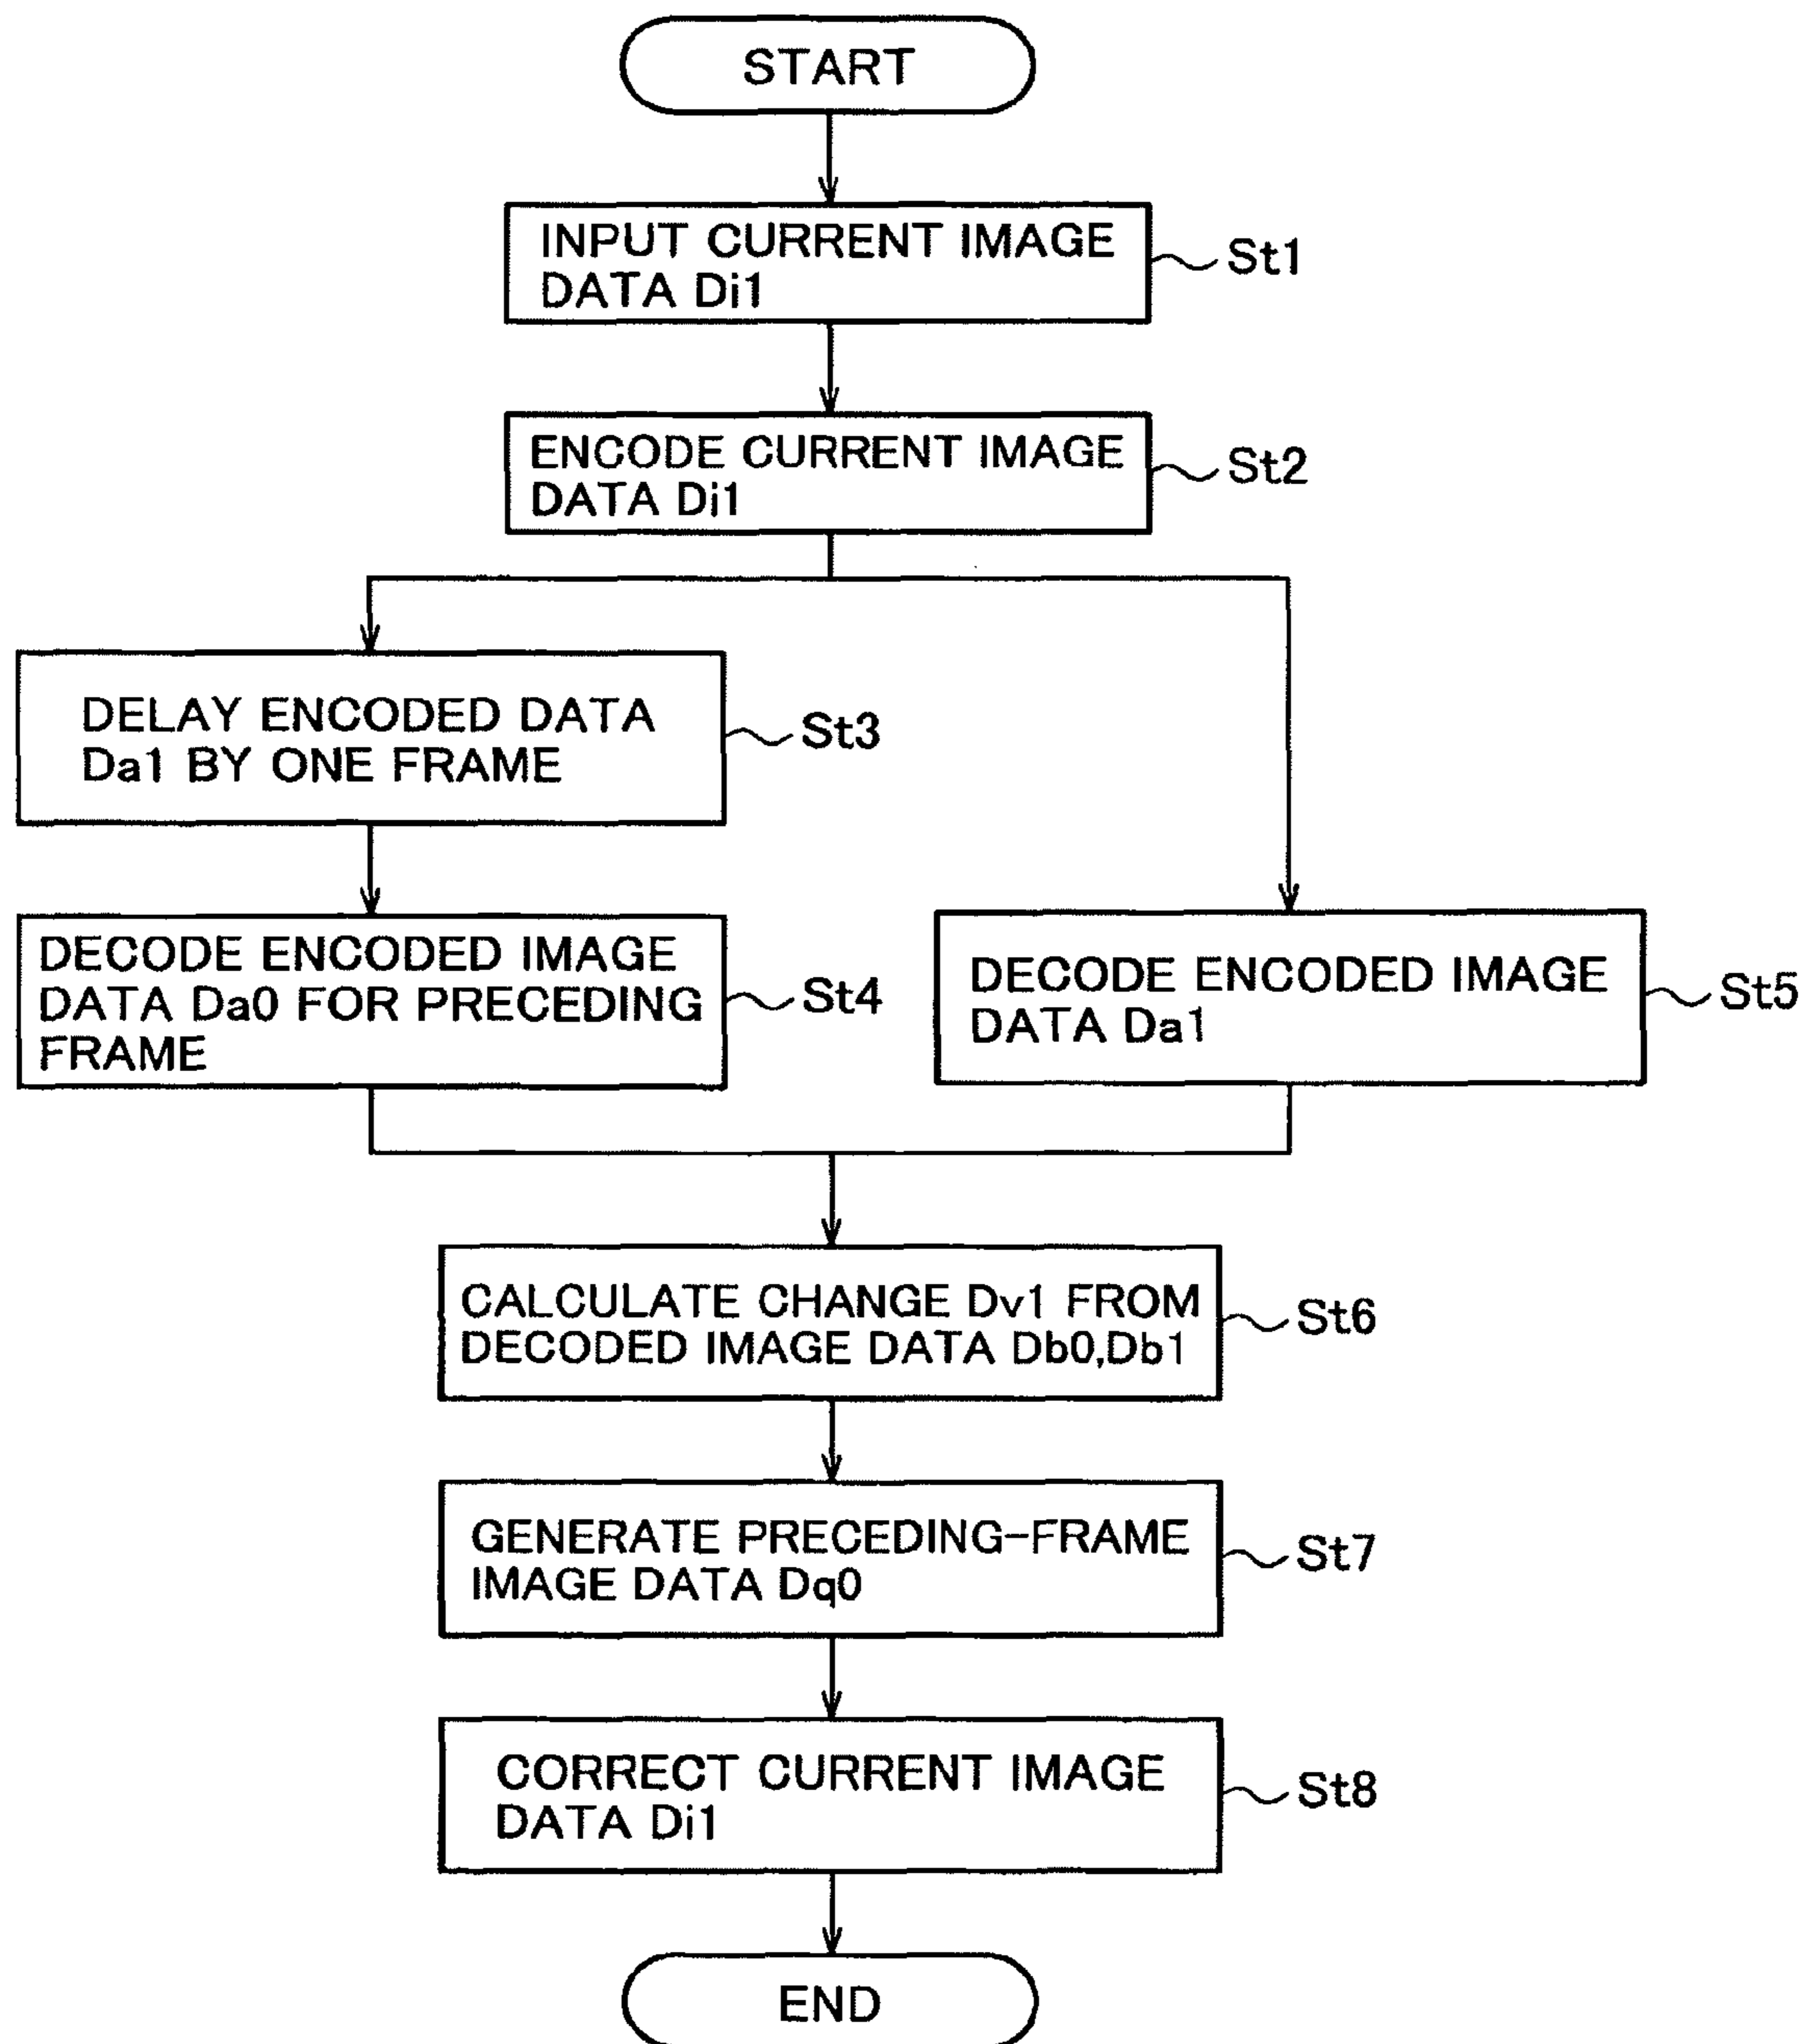 START
INPUT CURRENT IMAGE
DATA Di1
St1
ENCODE CURRENT IMAGE
DATA Di1
St2
DELAY ENCODED DATA
Da1 BY ONE FRAME
St3
DECODE ENCODED IMAGE
DATA Da0 FOR PRECEDING
FRAME
St4
DECODE ENCODED IMAGE
DATA Da1
St5
CALCULATE CHANGE Dv1 FROM
DECODED IMAGE DATA Db0,Db1
St6
GENERATE PRECEDING-FRAME
IMAGE DATA Dq0
St7
CORRECT CURRENT IMAGE
DATA Di1
St8
END